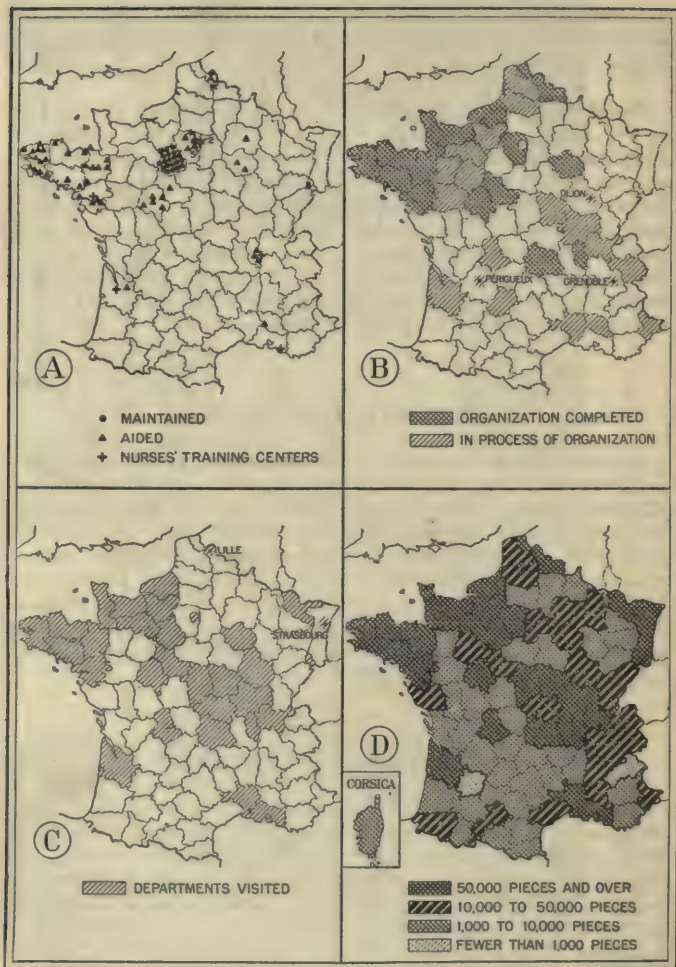 A
MAINTAINED
AIDED
NURSES' TRAINING CENTERS
DIJON
PÉRIGUEUX
GRENOBLE
B
ORGANIZATION COMPLETED
IN PROCESS OF ORGANIZATION
LILLE
STRASBOURG
C
DEPARTMENTS VISITED
D
CORSICA
50,000 PIECES AND OVER
10,000 TO 50,000 PIECES
1,000 TO 10,000 PIECES
FEWER THAN 1,000 PIECES